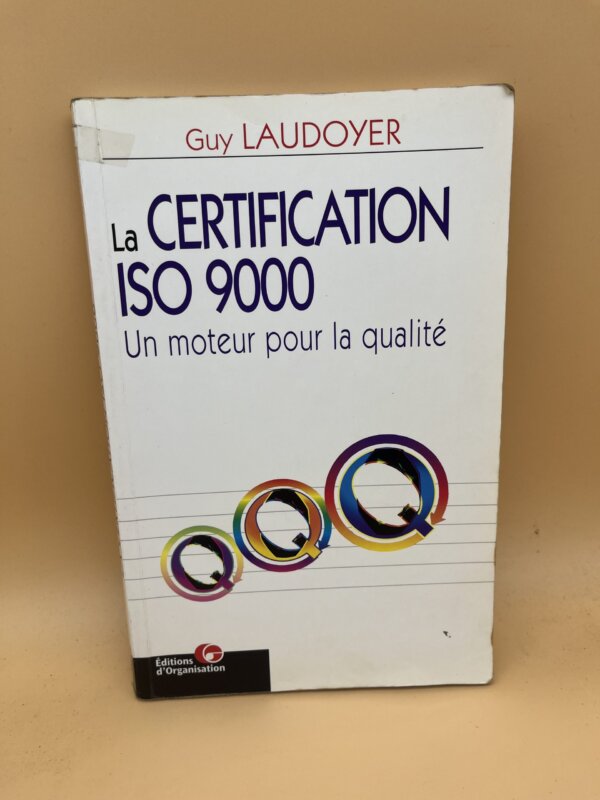 Guy LAUDOYER
La CERTIFICATION
ISO 9000
Un moteur pour la qualité
Q Q Q
Éditions
d'Organisation